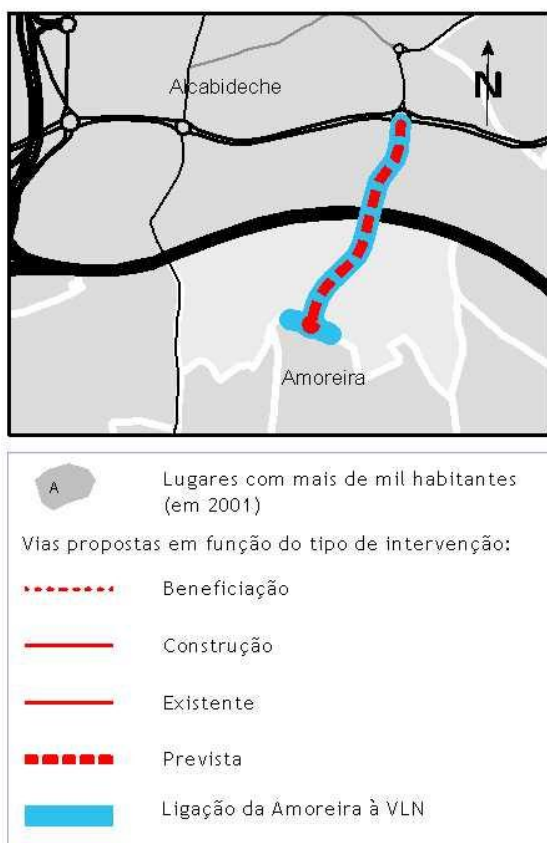 Alcabideche
N
Amoreira
A
Lugares com mais de mil habitantes
(em 2001)
Vias propostas em função do tipo de intervenção:
Beneficiação
Construção
Existente
Prevista
Ligação da Amoreira à VLN